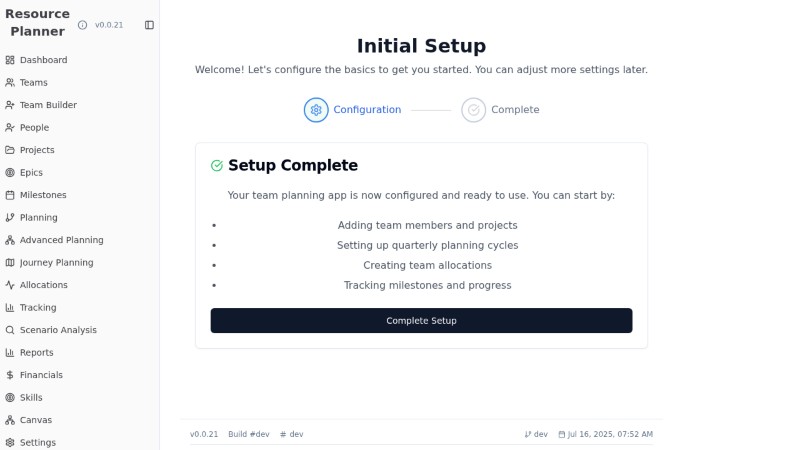 Resource
Planner
v0.0.21
Dashboard
Teams
Team Builder
People
Projects
Epics
Milestones
Planning
Advanced Planning
Journey Planning
Allocations
Tracking
Scenario Analysis
Reports
Financials
Skills
Canvas
Settings
Initial Setup
Welcome! Let's configure the basics to get you started. You can adjust more settings later.
Configuration
Complete
Setup Complete
Your team planning app is now configured and ready to use. You can start by:
• Adding team members and projects
• Setting up quarterly planning cycles
• Creating team allocations
• Tracking milestones and progress
Complete Setup
v0.0.21 Build #dev # dev dev Jul 16, 2025, 07:52 AM